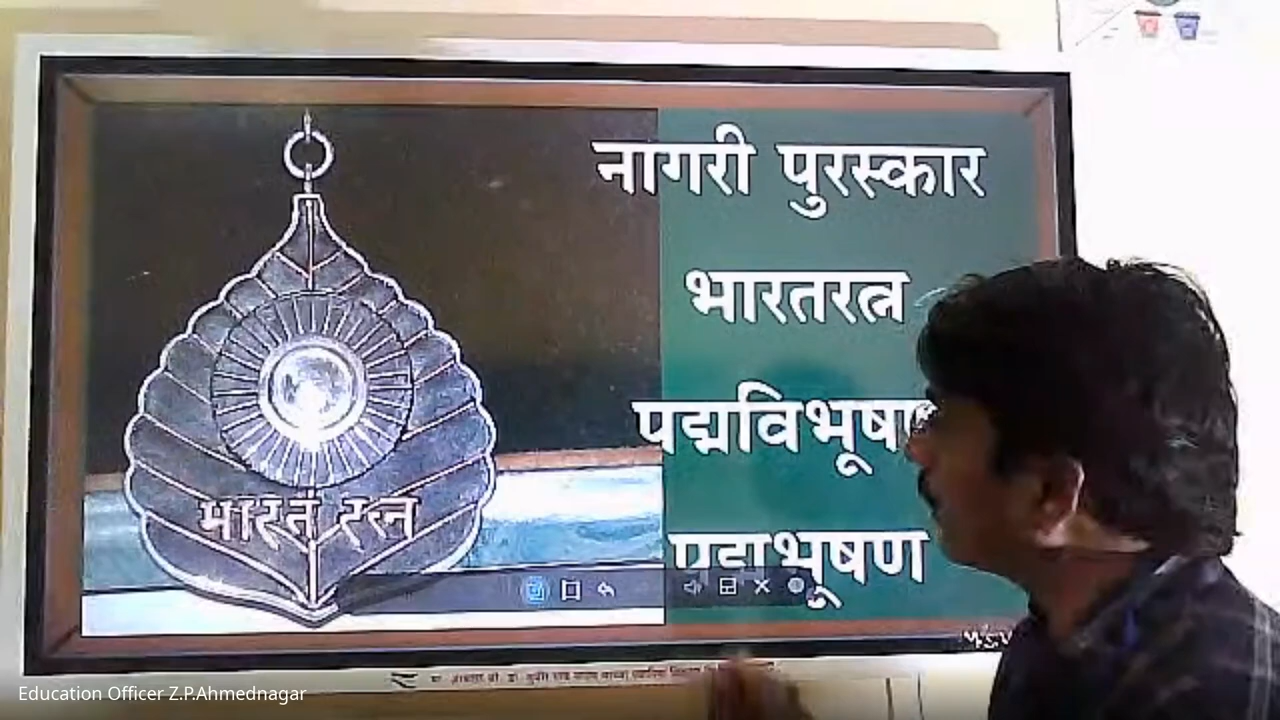 नागरी पुरस्कार
भारतरत्न
पद्मविभूषण
पद्मभूषण
भारत रत्न
Education Officer Z.P.Ahmednagar